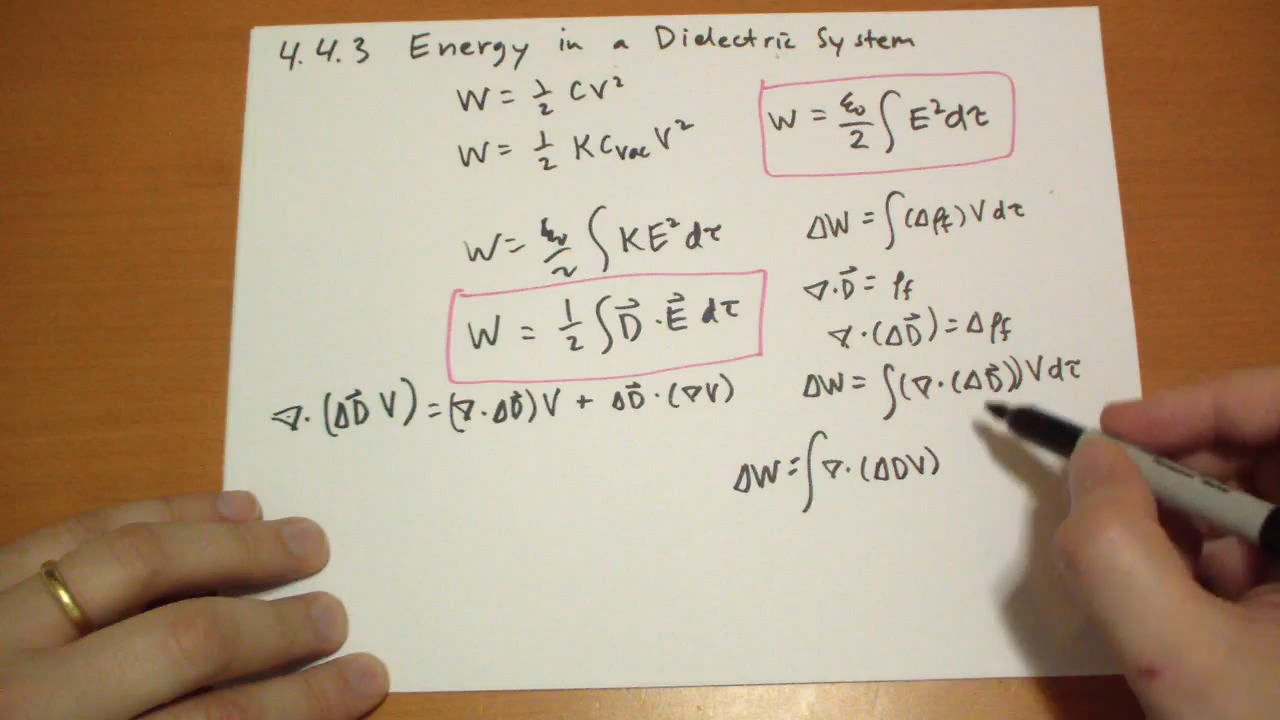 4.4.3 Energy in a Dielectric System
W = 1/2 CV²
W = 1/2 K C_vac V²
W = ε₀/2 ∫ E² dτ
W = ε₀/2 ∫ K E² dτ
W = 1/2 ∫ D⃗ · E⃗ dτ
∇·(ΔD⃗ V) = (∇·ΔD⃗)V + ΔD⃗·(∇V)
ΔW = ∫(Δρf)V dτ
∇·D⃗ = ρf
∇·(ΔD⃗) = Δρf
ΔW = ∫(∇·(ΔD⃗))V dτ
ΔW = ∫∇·(ΔDV)